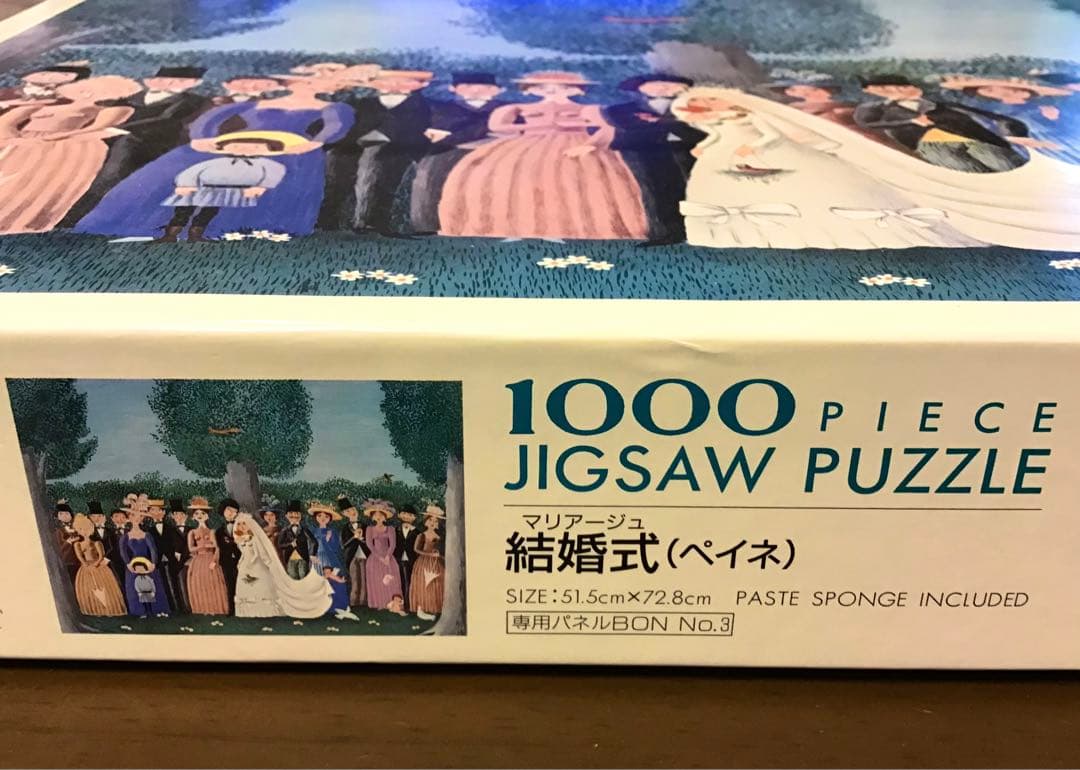 1000 PIECE
JIGSAW PUZZLE
マリアージュ
結婚式(ペイネ)
SIZE:51.5cm×72.8cm PASTE SPONGE INCLUDED
専用パネルBON No.3